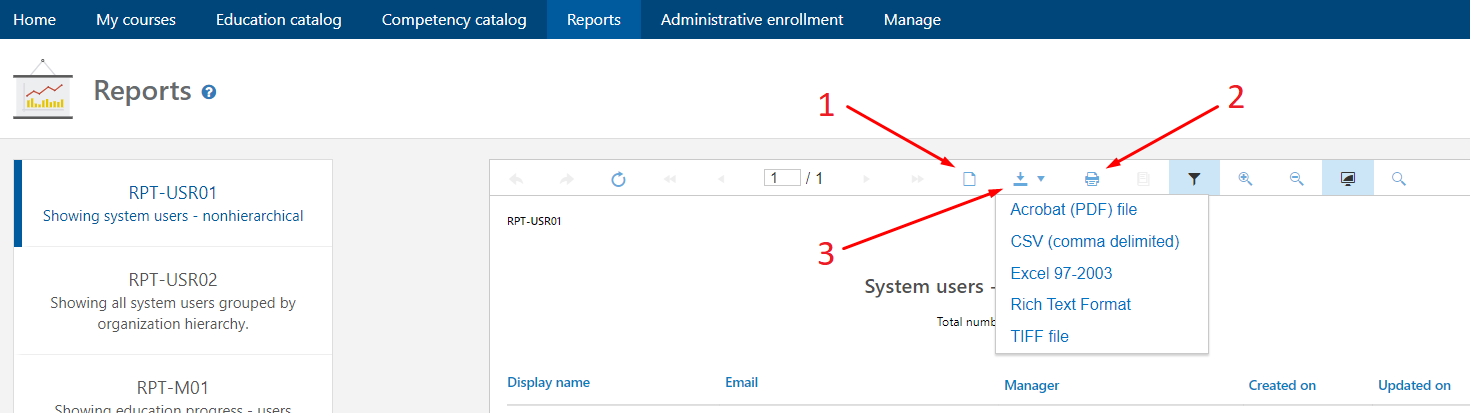 Home My courses Education catalog Competency catalog Reports Administrative enrollment Manage
Reports ?
1
2
3
RPT-USR01
Showing system users - nonhierarchical
RPT-USR02
Showing all system users grouped by
organization hierarchy.
RPT-M01
Showing education progress - users
1 / 1
Acrobat (PDF) file
CSV (comma delimited)
Excel 97-2003
Rich Text Format
TIFF file
RPT-USR01
System users -
Total numb
Display name Email Manager Created on Updated on